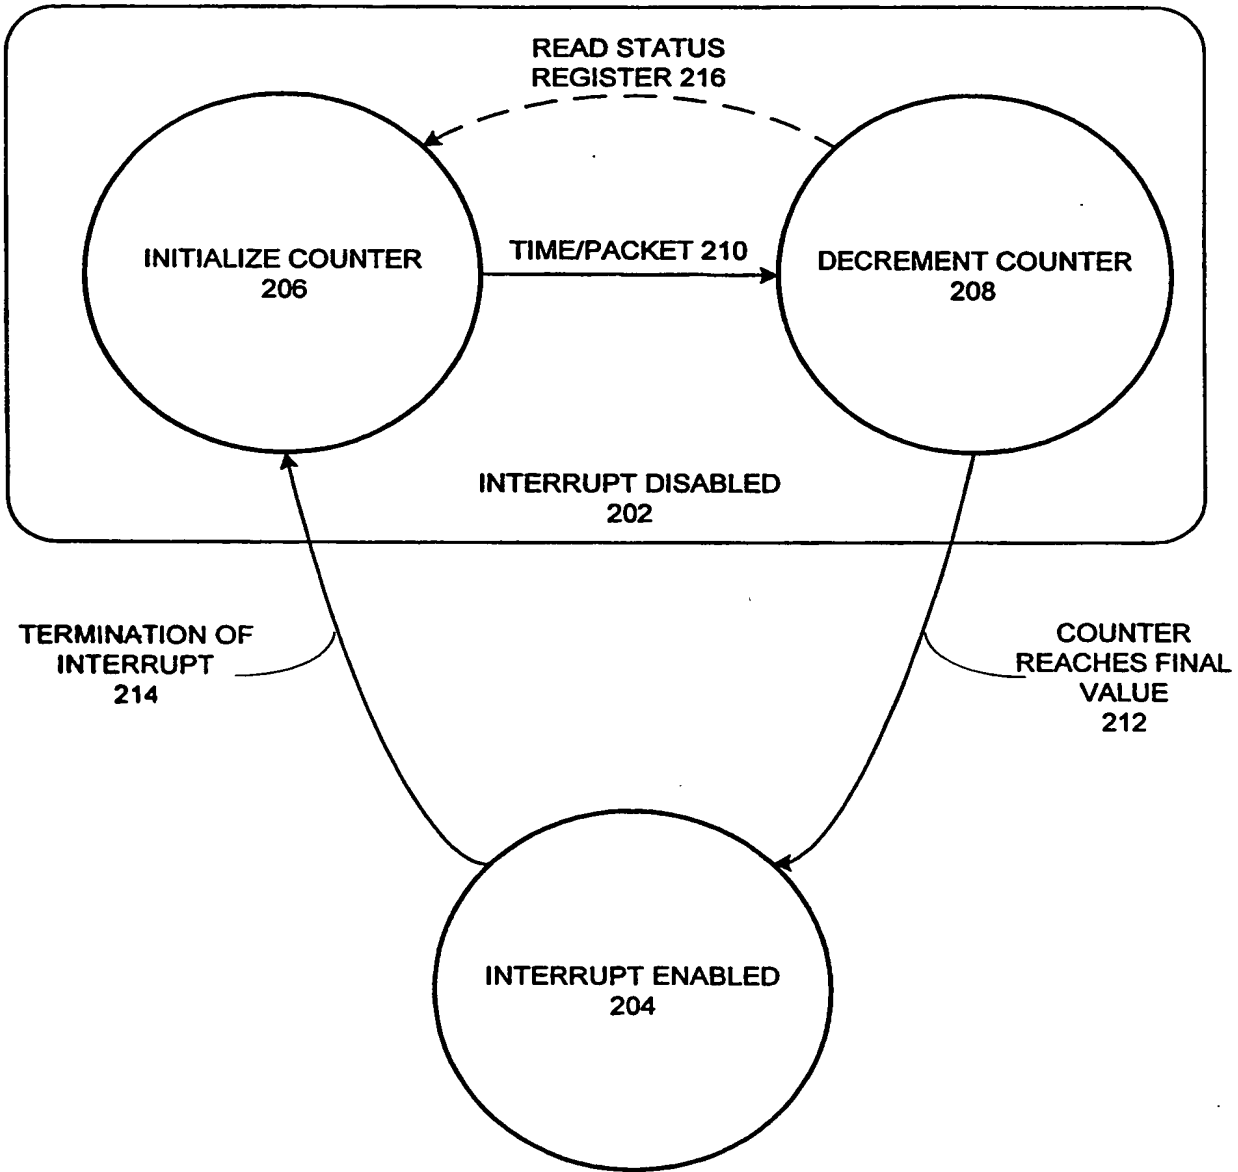 READ STATUS
REGISTER 216
INITIALIZE COUNTER
206
TIME/PACKET 210
DECREMENT COUNTER
208
INTERRUPT DISABLED
202
TERMINATION OF
INTERRUPT
214
COUNTER
REACHES FINAL
VALUE
212
INTERRUPT ENABLED
204